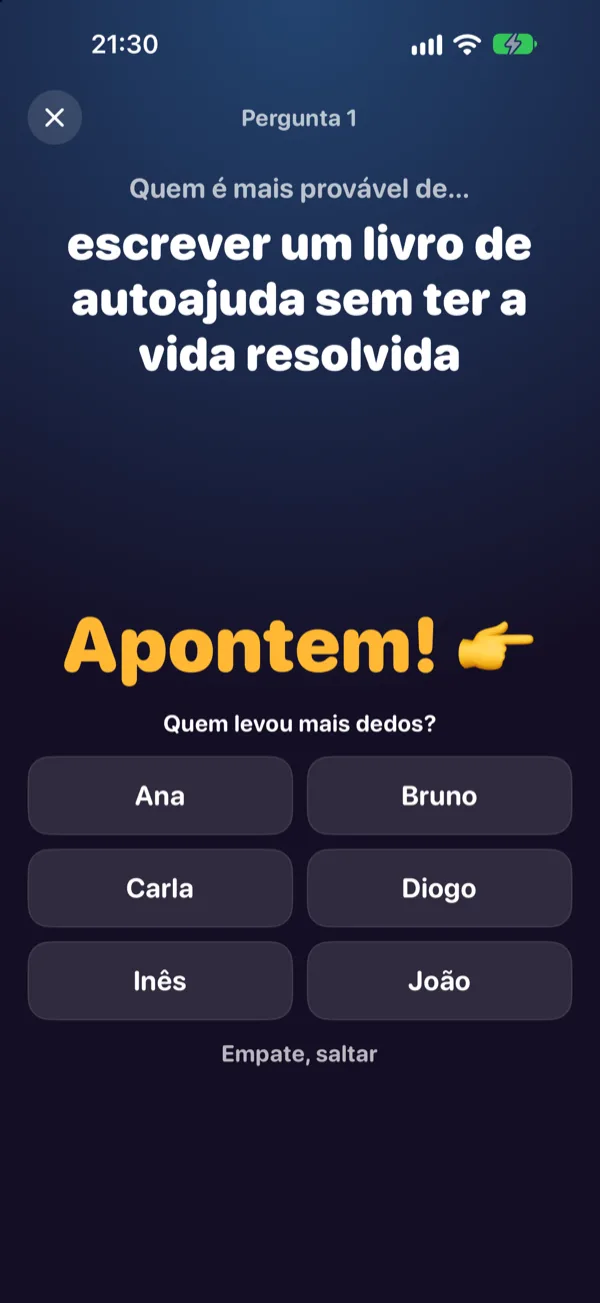 21:30
Pergunta 1
Quem é mais provável de...
escrever um livro de
autoajuda sem ter a
vida resolvida
Apontem! 👉
Quem levou mais dedos?
Ana
Bruno
Carla
Diogo
Inês
João
Empate, saltar